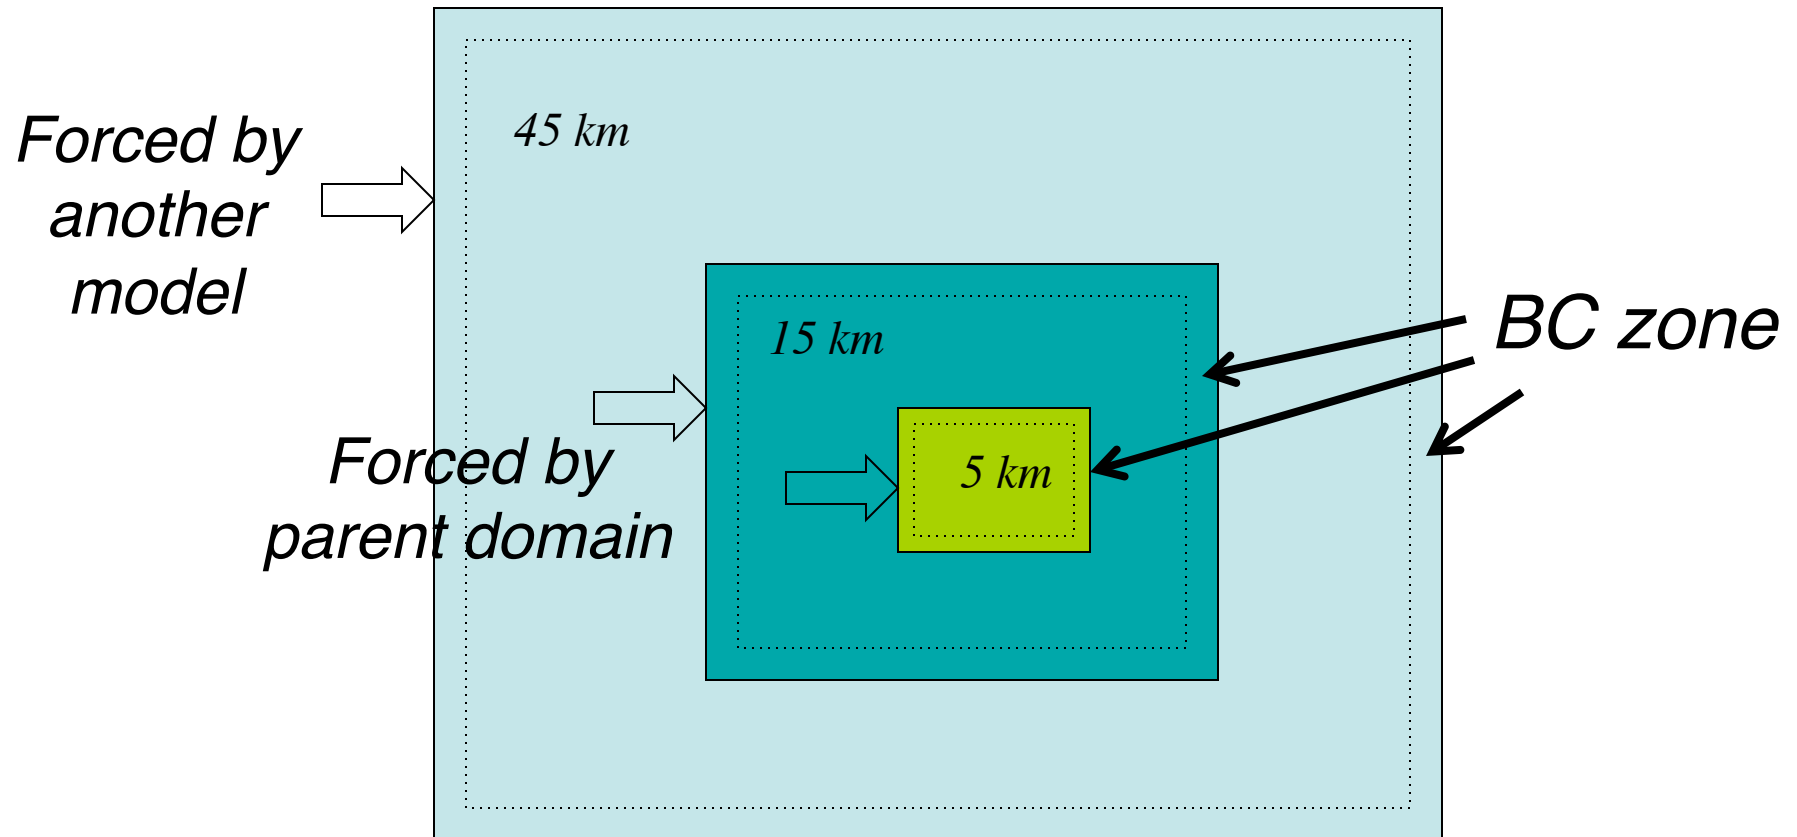 Forced by
another
model
45 km
15 km
BC zone
Forced by
parent domain
5 km